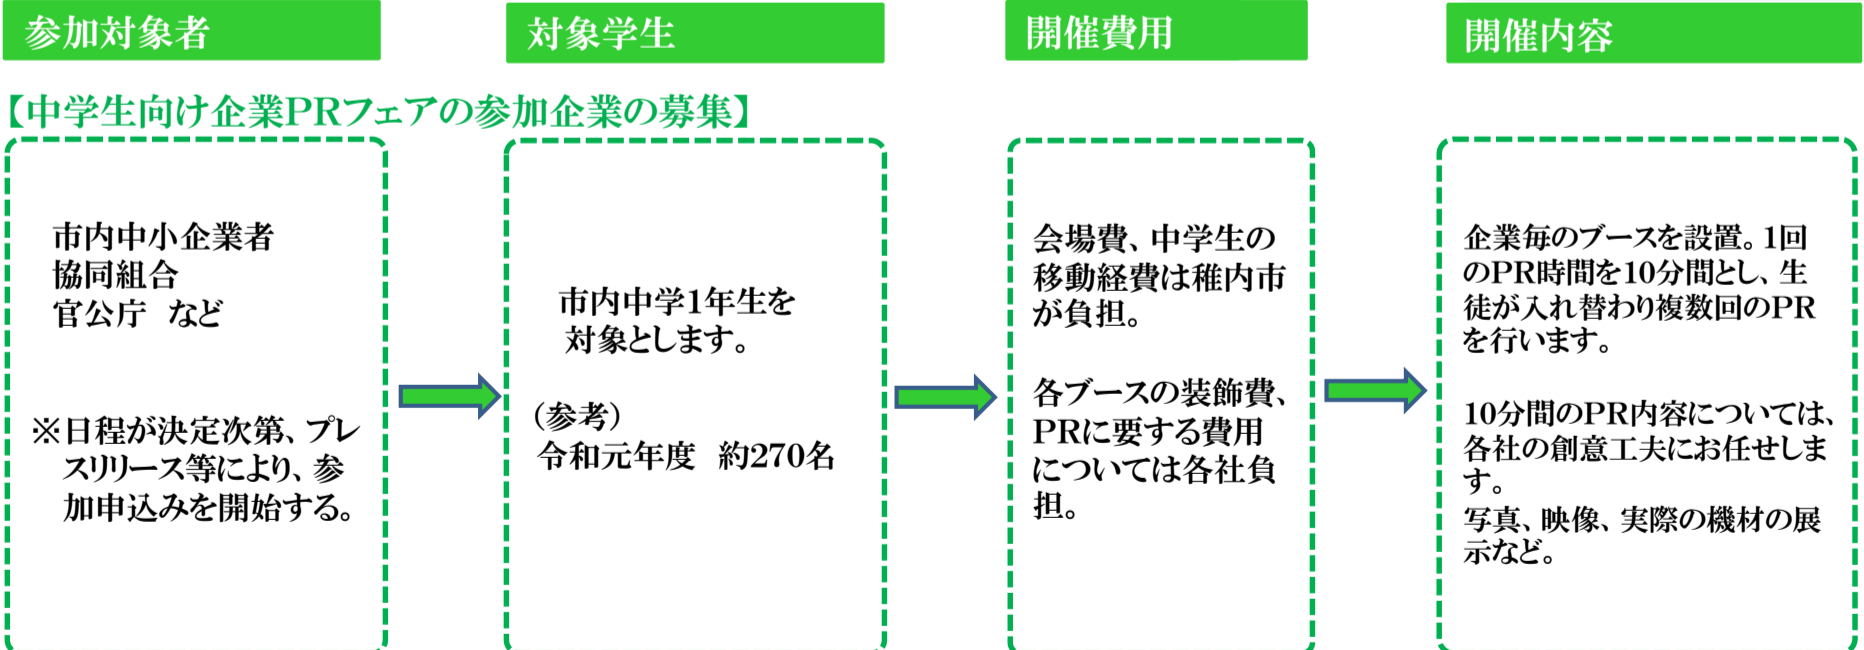 参加対象者
対象学生
開催費用
開催内容
【中学生向け企業PRフェアの参加企業の募集】
市内中小企業者
協同組合
官公庁　など
※日程が決定次第、プレ
スリリース等により、参
加申込みを開始する。
市内中学1年生を
対象とします。
（参考）
令和元年度　約270名
会場費、中学生の
移動経費は稚内市
が負担。
各ブースの装飾費、
PRに要する費用
については各社負
担。
企業毎のブースを設置。1回
のPR時間を10分間とし、生
徒が入れ替わり複数回のPR
を行います。
10分間のPR内容については、
各社の創意工夫にお任せしま
す。
写真、映像、実際の機材の展
示など。